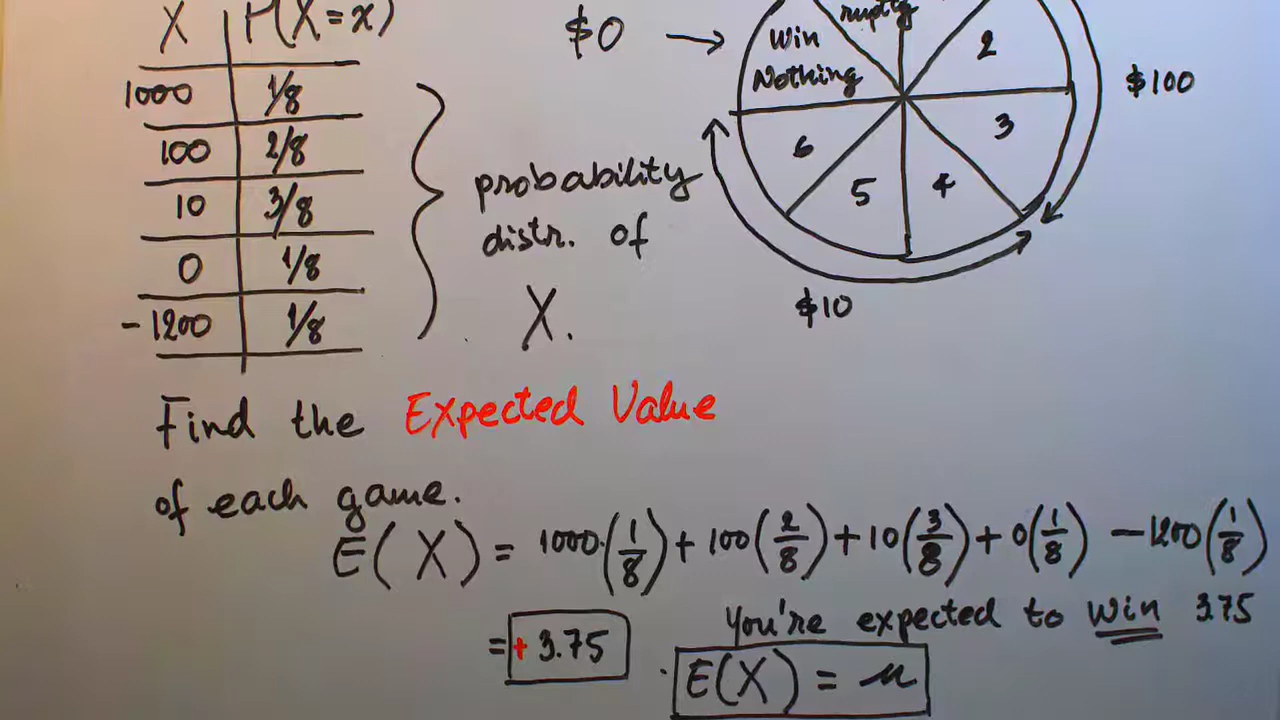 X P(X=x)
1000 1/8
100 2/8
10 3/8
0 1/8
-1200 1/8
probability
distr. of
X.
$0
Win
Nothing
rupty
2
3
4
5
6
$100
$10
Find the Expected Value
of each game.
E(X) = 1000·(1/8) + 100(2/8) + 10(3/8) + 0(1/8) - 1200(1/8)
= +3.75
You're expected to win 3.75
E(X) = μ